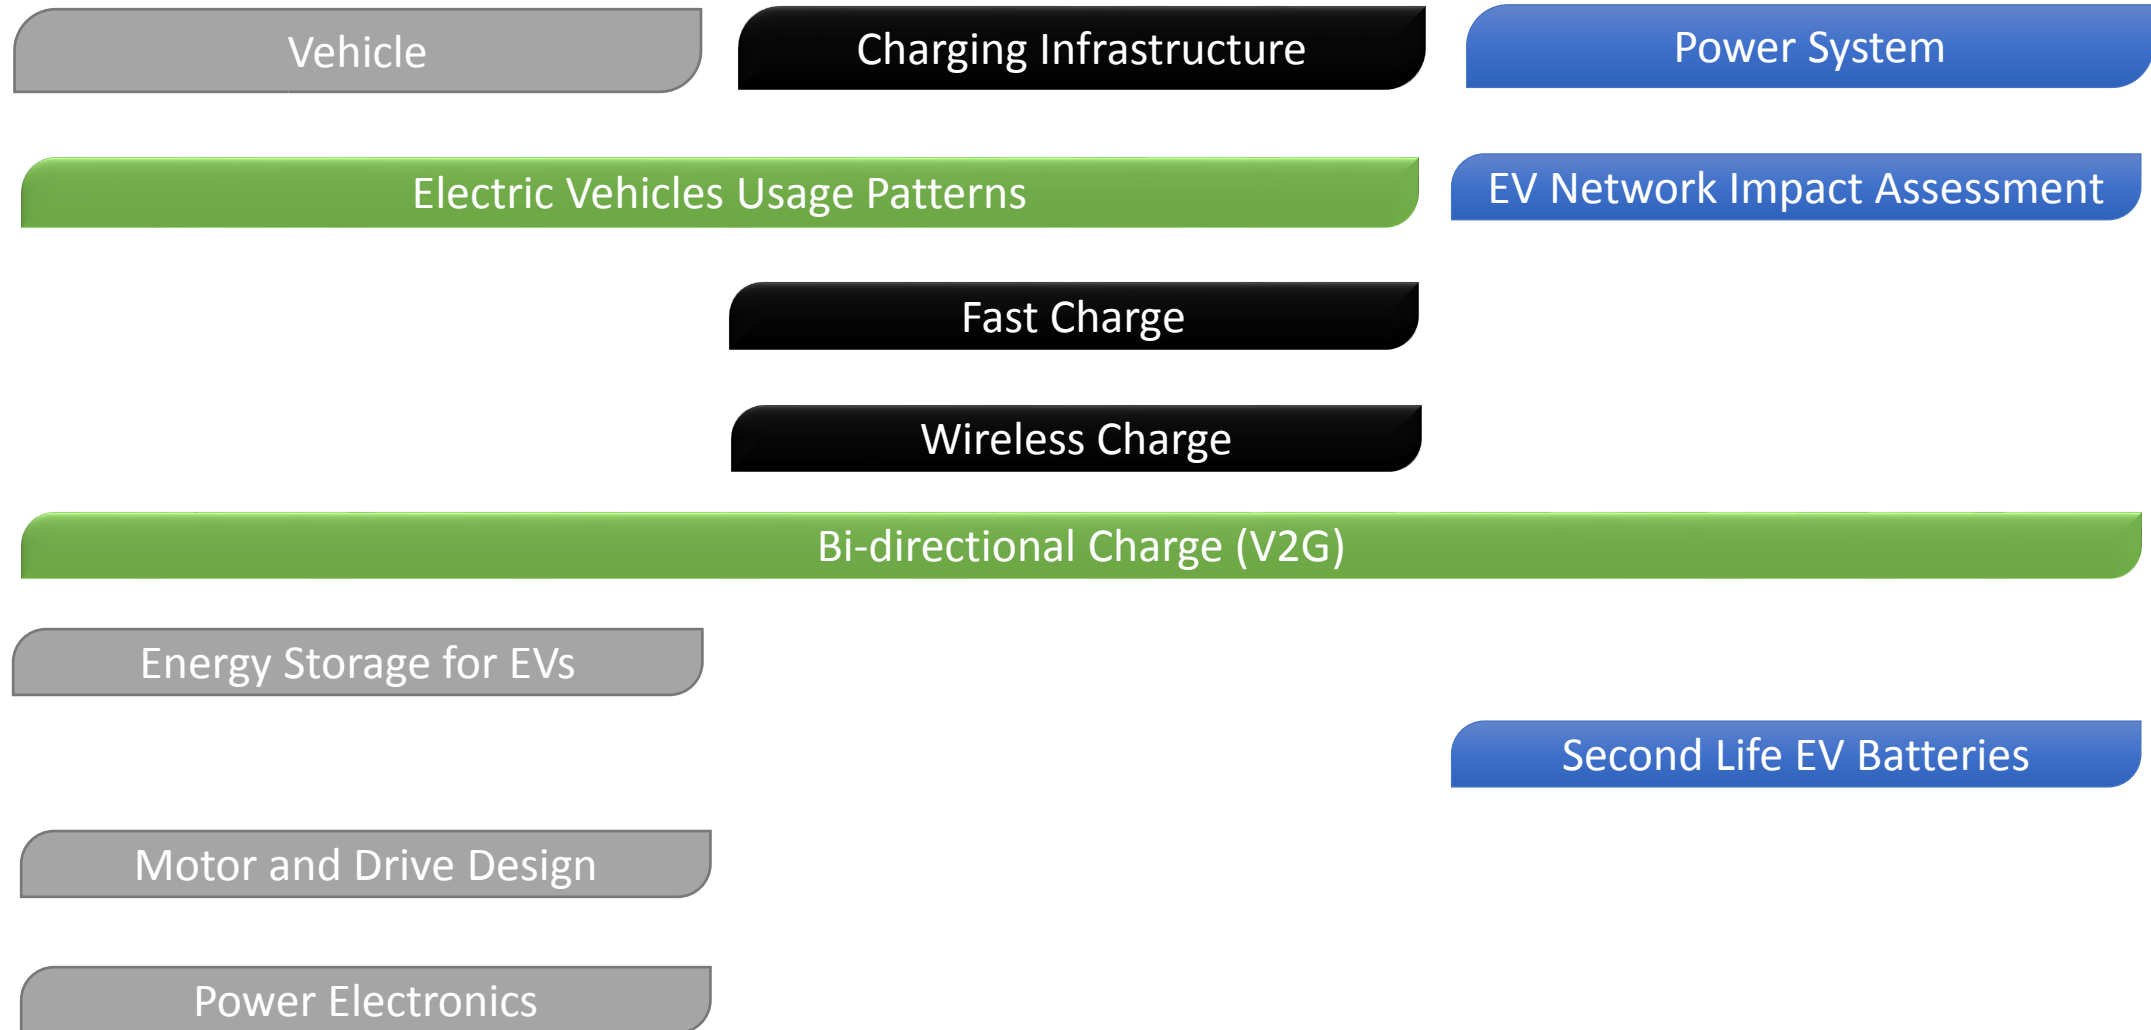 Vehicle
Charging Infrastructure
Power System
Electric Vehicles Usage Patterns
EV Network Impact Assessment
Fast Charge
Wireless Charge
Bi-directional Charge (V2G)
Energy Storage for EVs
Second Life EV Batteries
Motor and Drive Design
Power Electronics